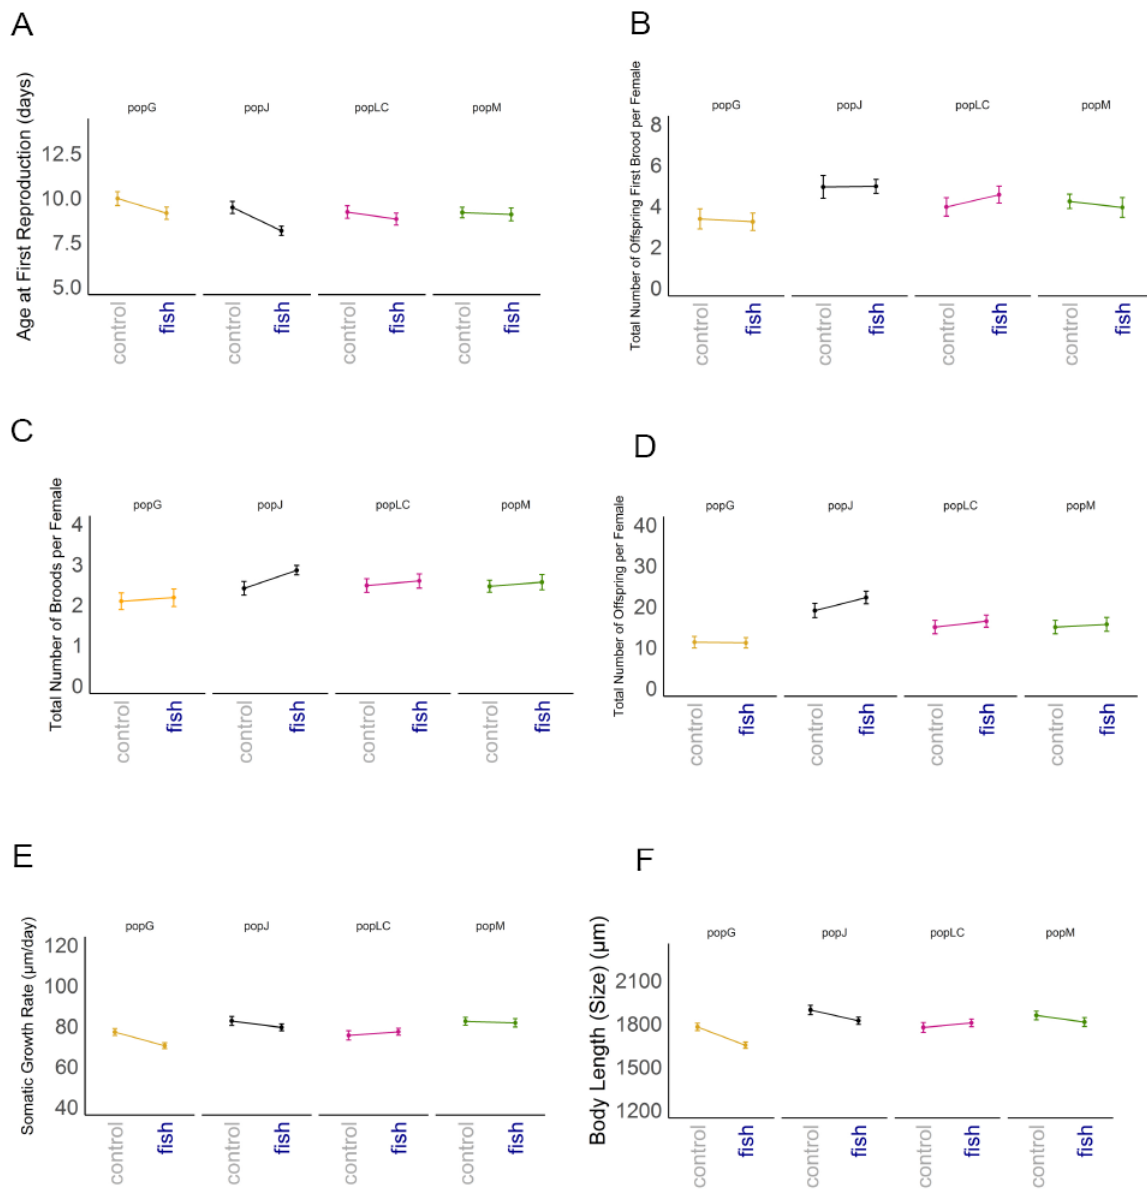 A
Age at First Reproduction (days)
popG popJ popLC popM
12.5
10.0
7.5
5.0
control fish control fish control fish control fish
B
Total Number of Offspring First Brood per Female
popG popJ popLC popM
8
6
4
2
0
control fish control fish control fish control fish
C
Total Number of Broods per Female
popG popJ popLC popM
4
3
2
1
0
control fish control fish control fish control fish
D
Total Number of Offspring per Female
popG popJ popLC popM
40
30
20
10
0
control fish control fish control fish control fish
E
Somatic Growth Rate (μm/day)
popG popJ popLC popM
120
100
80
60
40
control fish control fish control fish control fish
F
Body Length (Size) (μm)
popG popJ popLC popM
2100
1800
1500
1200
control fish control fish control fish control fish